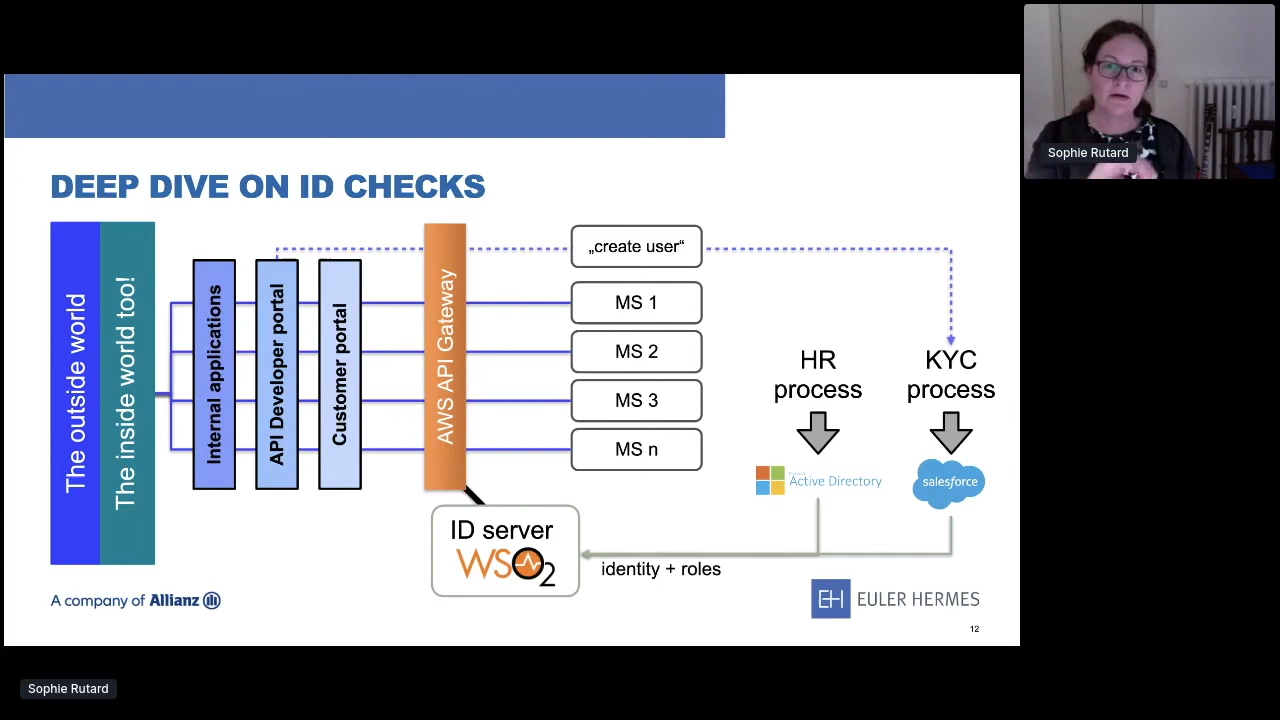 Sophie Rutard
DEEP DIVE ON ID CHECKS
The outside world
The inside world too!
Internal applications
API Developer portal
Customer portal
AWS API Gateway
„create user“
MS 1
MS 2
MS 3
MS n
HR
process
KYC
process
Active Directory
salesforce
ID server
WSO2
identity + roles
A company of Allianz
EH EULER HERMES
12
Sophie Rutard